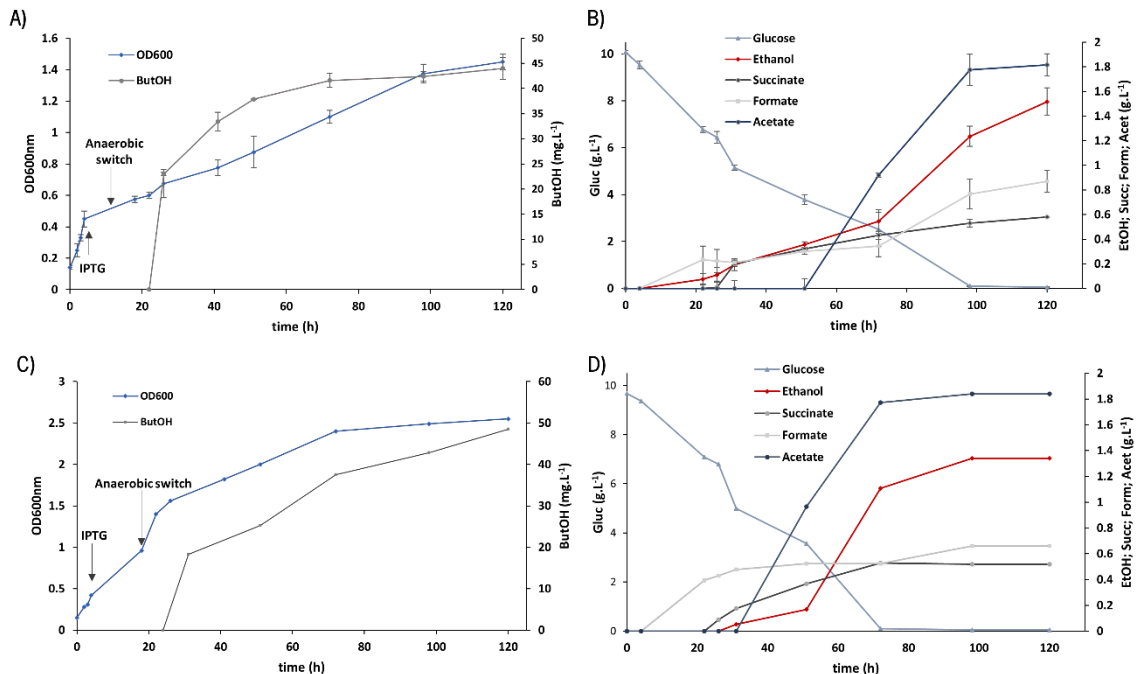 A)
OD600
ButOH
Anaerobic
switch
IPTG
OD600nm
1.6
1.4
1.2
1
0.8
0.6
0.4
0.2
0
50
45
40
35
30
25
20
15
10
5
0
ButOH (mg.L-1)
0 20 40 60 80 100 120
time (h)
B)
Glucose
Ethanol
Succinate
Formate
Acetate
Gluc (g.L-1)
10
8
6
4
2
0
2
1.8
1.6
1.4
1.2
1
0.8
0.6
0.4
0.2
0
EtOH; Succ; Form; Acet (g.L-1)
0 20 40 60 80 100 120
time (h)
C)
OD600
ButOH
Anaerobic switch
IPTG
OD600nm
3
2.5
2
1.5
1
0.5
0
60
50
40
30
20
10
0
ButOH (mg.L-1)
0 20 40 60 80 100 120
time (h)
D)
Glucose
Ethanol
Succinate
Formate
Acetate
Gluc (g.L-1)
10
8
6
4
2
0
2
1.8
1.6
1.4
1.2
1
0.8
0.6
0.4
0.2
0
EtOH; Succ; Form; Acet (g.L-1)
0 20 40 60 80 100 120
time (h)